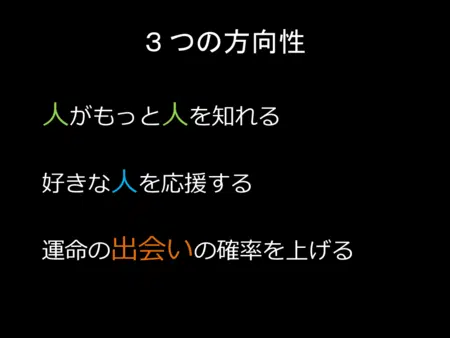 ３つの方向性
人がもっと人を知れる
好きな人を応援する
運命の出会いの確率を上げる